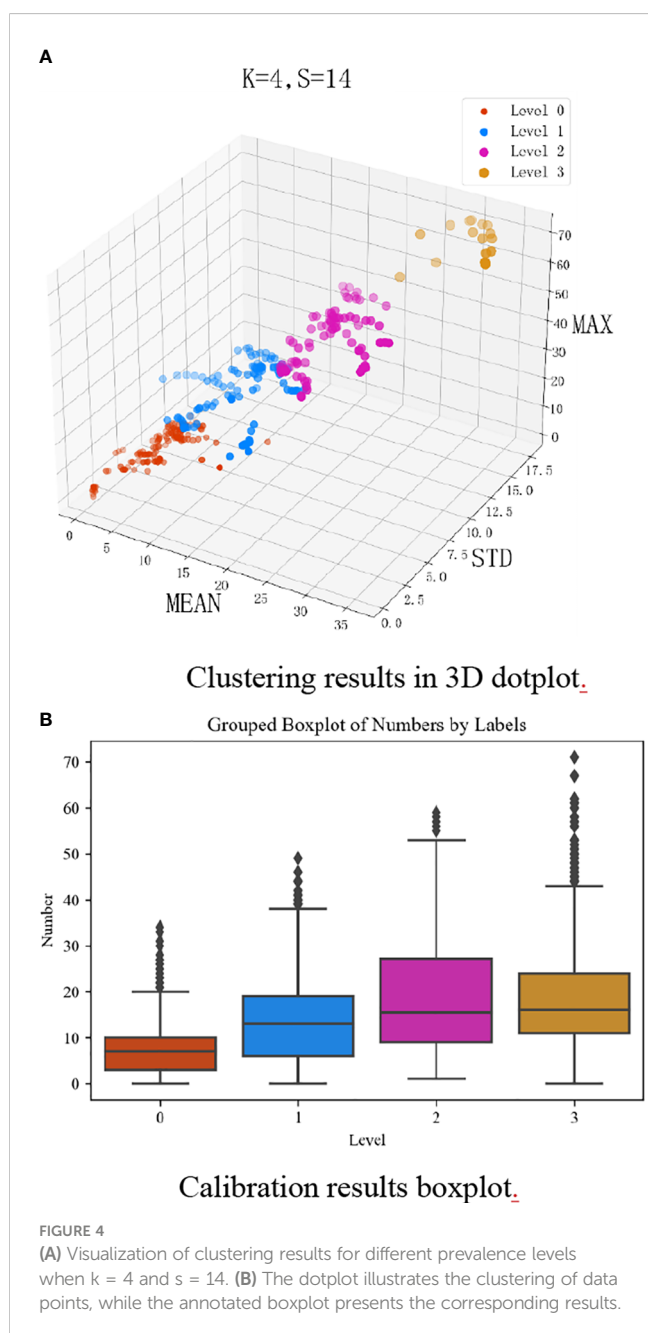 A
K=4, S=14
Level 0
Level 1
Level 2
Level 3
70
60
50
40
30
20
10
0
MAX
17.5
15.0
12.5
10.0
7.5
5.0
2.5
0.0
STD
0
5
10
15
20
25
30
35
MEAN
Clustering results in 3D dotplot.
B
Grouped Boxplot of Numbers by Labels
70
60
50
40
30
20
10
0
Number
0 1 2 3
Level
Calibration results boxplot.
FIGURE 4
(A) Visualization of clustering results for different prevalence levels
when k = 4 and s = 14. (B) The dotplot illustrates the clustering of data
points, while the annotated boxplot presents the corresponding results.